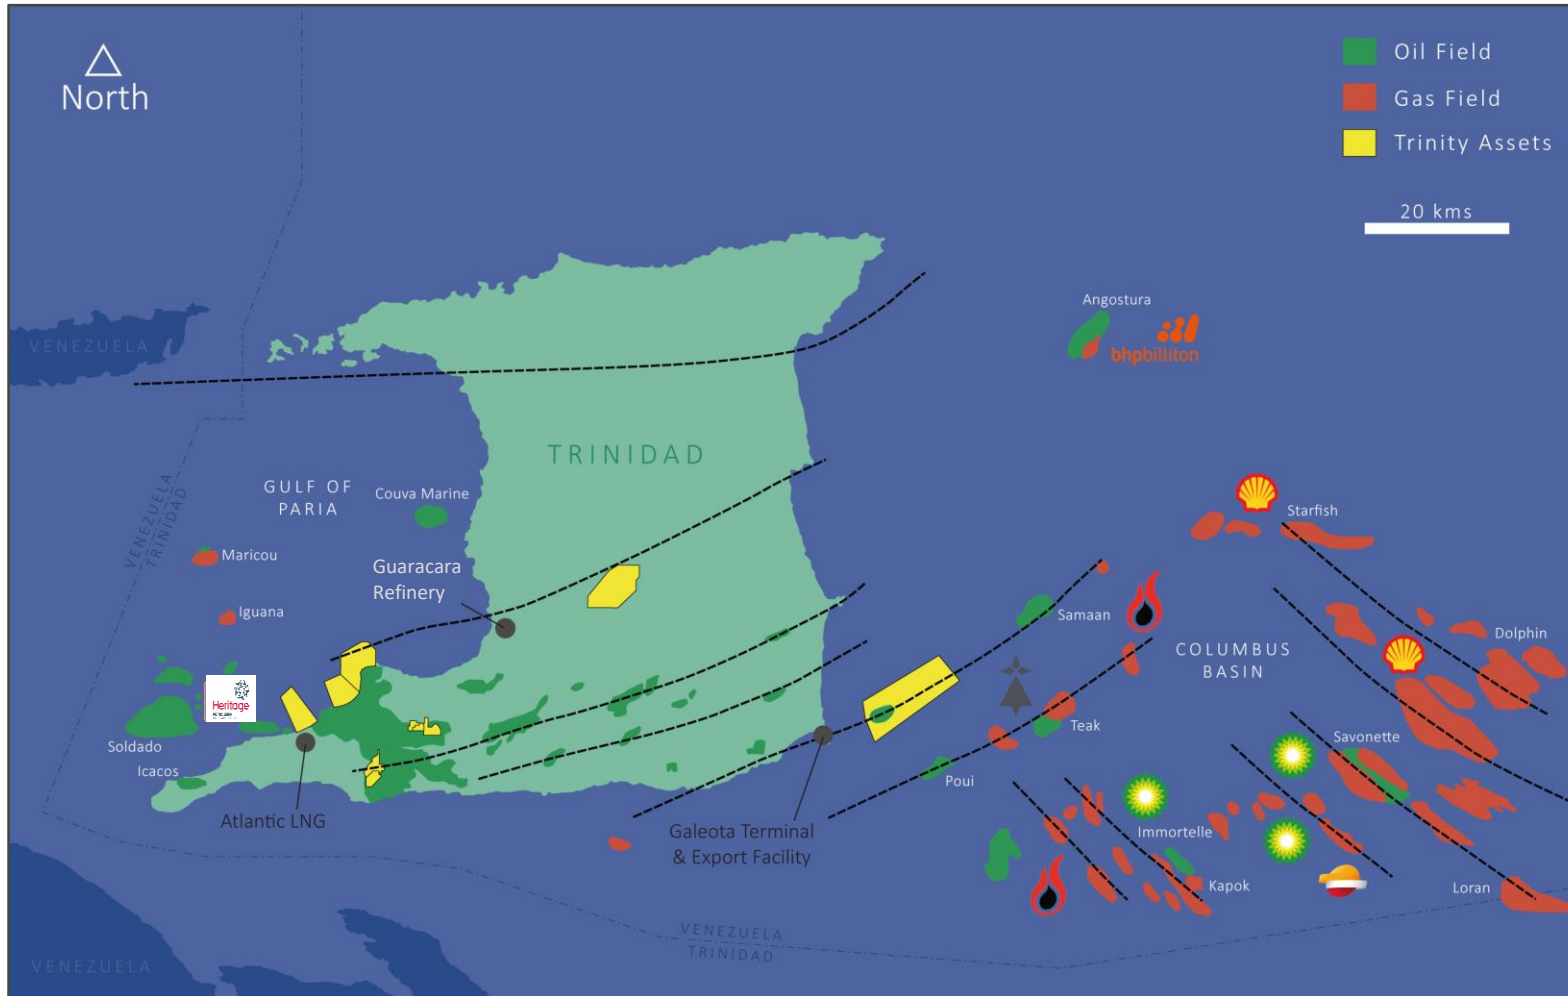 North
Oil Field
Gas Field
Trinity Assets
20 kms
VENEZUELA
Angostura
bhpbilliton
TRINIDAD
GULF OF
PARIA
Couva Marine
VENEZUELA
TRINIDAD
Maricou
Guaracara
Refinery
Iguana
Starfish
Samaan
COLUMBUS
BASIN
Dolphin
Heritage
Soldado
Icacos
Atlantic LNG
Teak
Poui
Savonette
Galeota Terminal
& Export Facility
Immortelle
Kapok
Loran
VENEZUELA
TRINIDAD
VENEZUELA